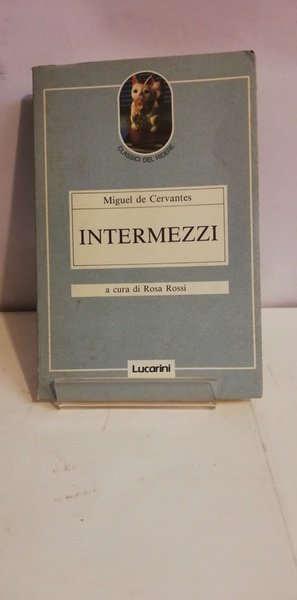 CLASSICI DEL RIDERE
Miguel de Cervantes
INTERMEZZI
a cura di Rosa Rossi
Lucarini